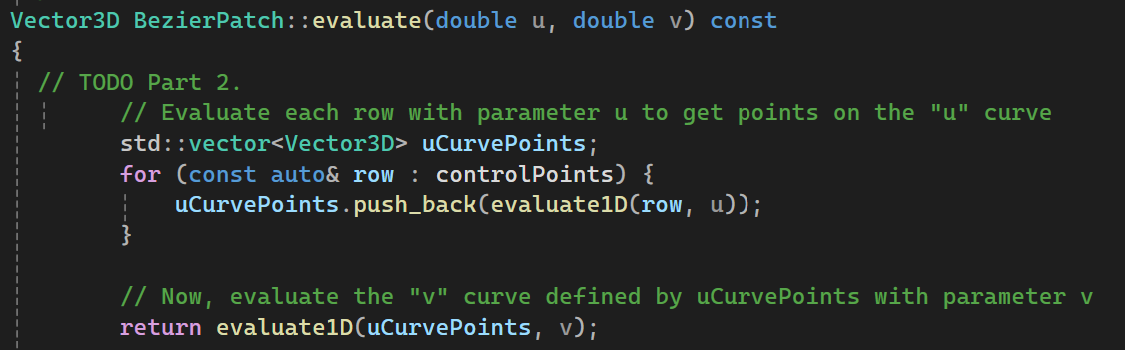 Vector3D BezierPatch::evaluate(double u, double v) const
{
// TODO Part 2.
// Evaluate each row with parameter u to get points on the "u" curve
std::vector<Vector3D> uCurvePoints;
for (const auto& row : controlPoints) {
uCurvePoints.push_back(evaluate1D(row, u));
}
// Now, evaluate the "v" curve defined by uCurvePoints with parameter v
return evaluate1D(uCurvePoints, v);